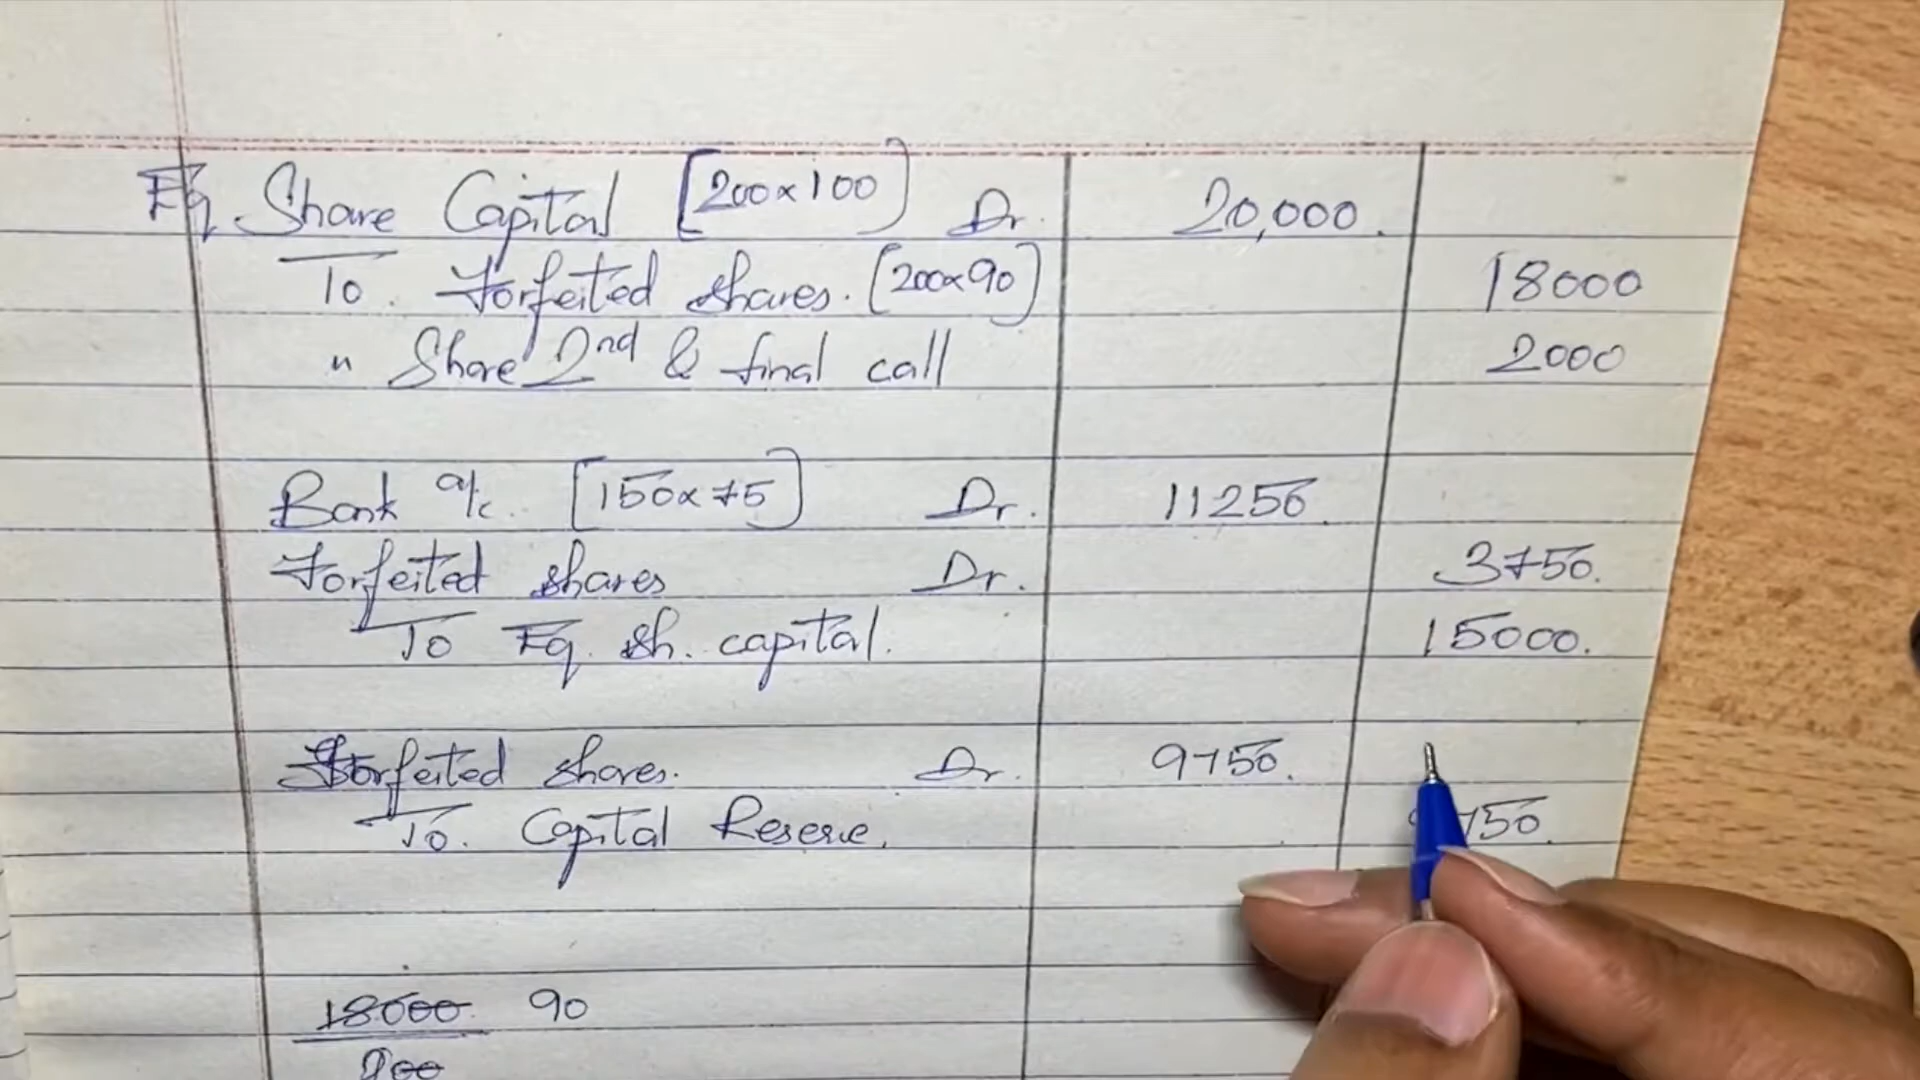 Eq. Share Capital [200x100] Dr. 20,000.
To. Forfeited shares. [200x90] 18000
" Share 2nd & final call 2000
Bank a/c. [150x75] Dr. 11250
Forfeited shares Dr. 3750.
To Eq. sh. capital. 15000.
Forfeited shares. Dr. 9750.
To. Capital Reserve. 750.
18000 90
200